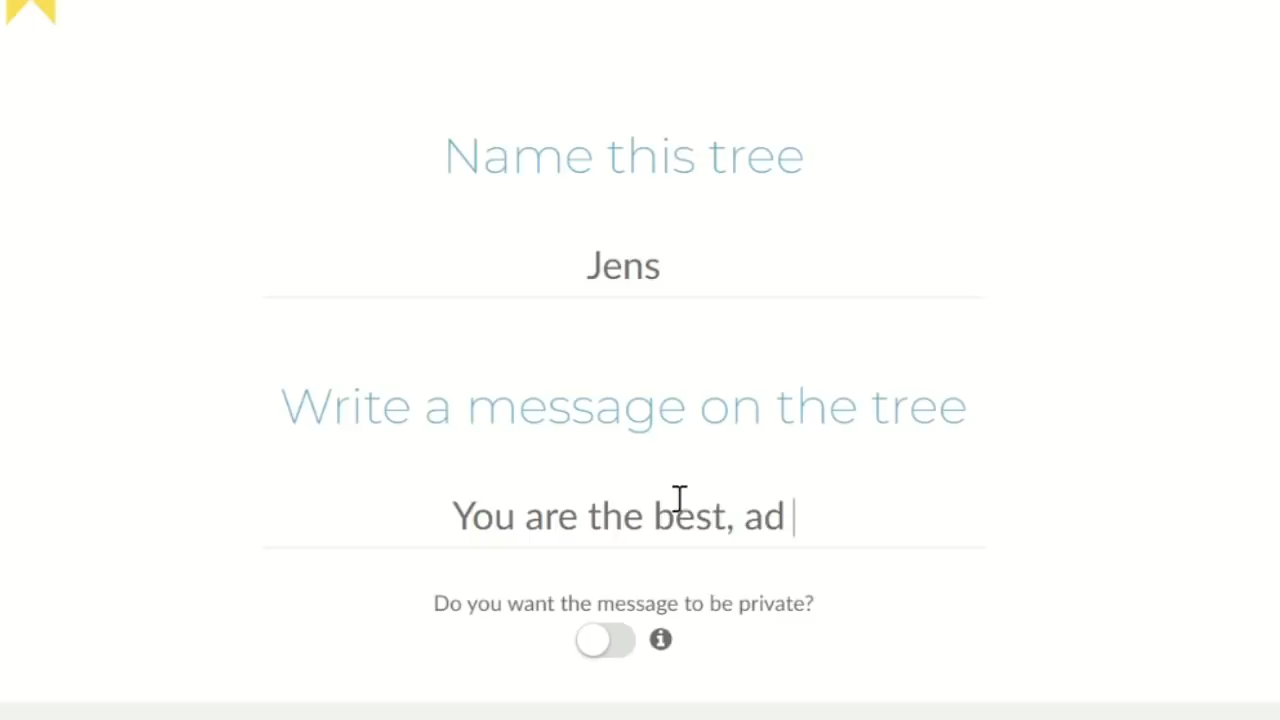 Name this tree
Jens
Write a message on the tree
You are the best, ad
Do you want the message to be private?